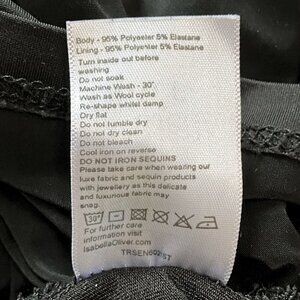 Body - 95% Polyester 5% Elastane
Lining - 95% Polyester 5% Elastane
Turn inside out before
washing
Do not soak
Machine Wash - 30°
Wash as Wool cycle
Re-shape whilst damp
Dry flat
Do not tumble dry
Do not dry clean
Do not bleach
Cool iron on reverse
DO NOT IRON SEQUINS
Please take care when wearing our
luxe fabric and sequin products
with jewellery as this delicate
and luxurious fabric may
snag.
30°
For further care
information visit
IsabellaOliver.com